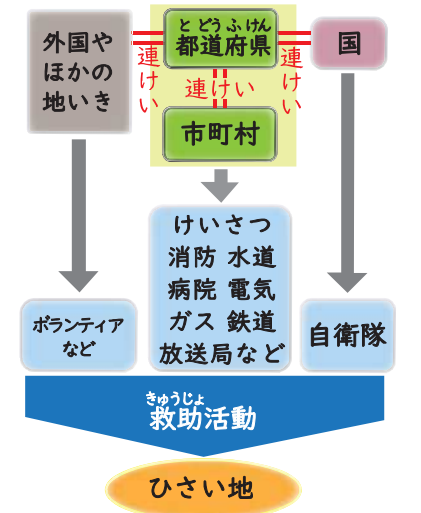 外国や
ほかの
地いき
と どう ふ けん
都道府県
国
連けい
連けい
連けい
市町村
けいさつ
消防 水道
病院 電気
ガス 鉄道
放送局など
ボランティア
など
自衛隊
きゅうじょ
救助活動
ひさい地